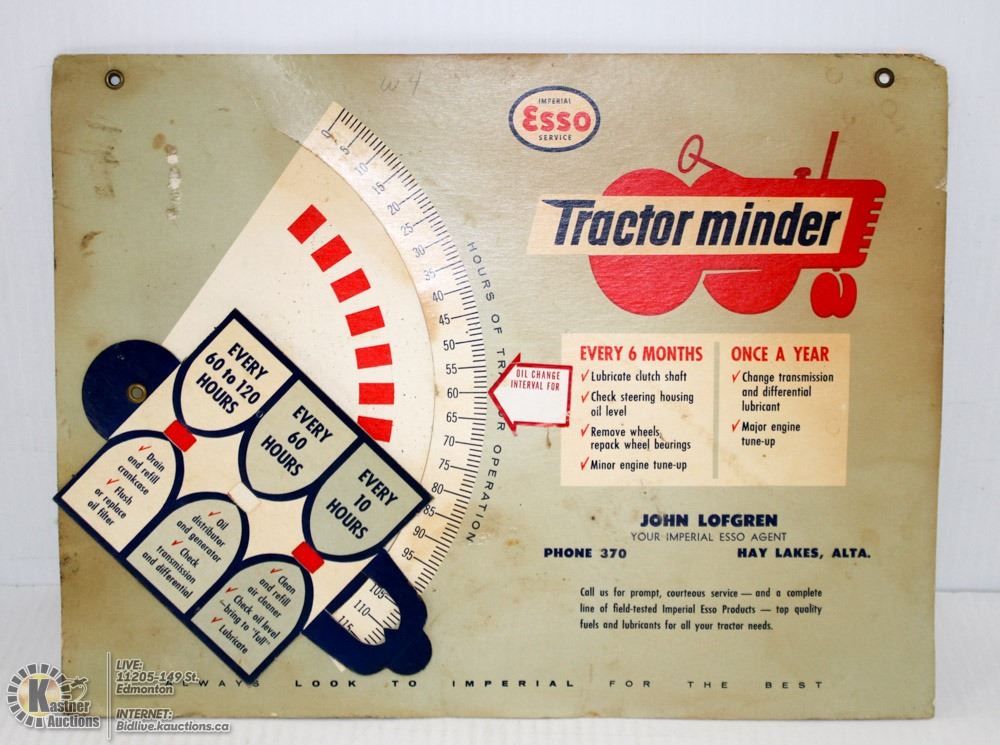 W4
IMPERIAL
Esso
SERVICE
Tractor minder
0
5
10
15
20
25
30
35
40
45
50
55
60
65
70
75
80
85
90
95
105
110
115
HOURS OF TRACTOR OPERATION
OIL CHANGE
INTERVAL FOR
EVERY 6 MONTHS
✓ Lubricate clutch shaft
✓ Check steering housing
oil level
✓ Remove wheels,
repack wheel bearings
✓ Minor engine tune-up
ONCE A YEAR
✓ Change transmission
and differential
lubricant
✓ Major engine
tune-up
EVERY
60 to 120
HOURS
EVERY
60
HOURS
EVERY
10
HOURS
✓ Drain
and refill
crankcase
✓ Flush
or replace
oil filter
✓ Oil
distributor
and generator
✓ Check
transmission
and differential
✓ Clean
and refill
air cleaner
✓ Check oil level
—bring to "full"
✓ Lubricate
JOHN LOFGREN
YOUR IMPERIAL ESSO AGENT
PHONE 370 HAY LAKES, ALTA.
Call us for prompt, courteous service — and a complete
line of field-tested Imperial Esso Products — top quality
fuels and lubricants for all your tractor needs.
ALWAYS LOOK TO IMPERIAL FOR THE BEST
K
Kastner
Auctions
LIVE:
11205-149 St.
Edmonton
INTERNET:
Bidlive.kauctions.ca